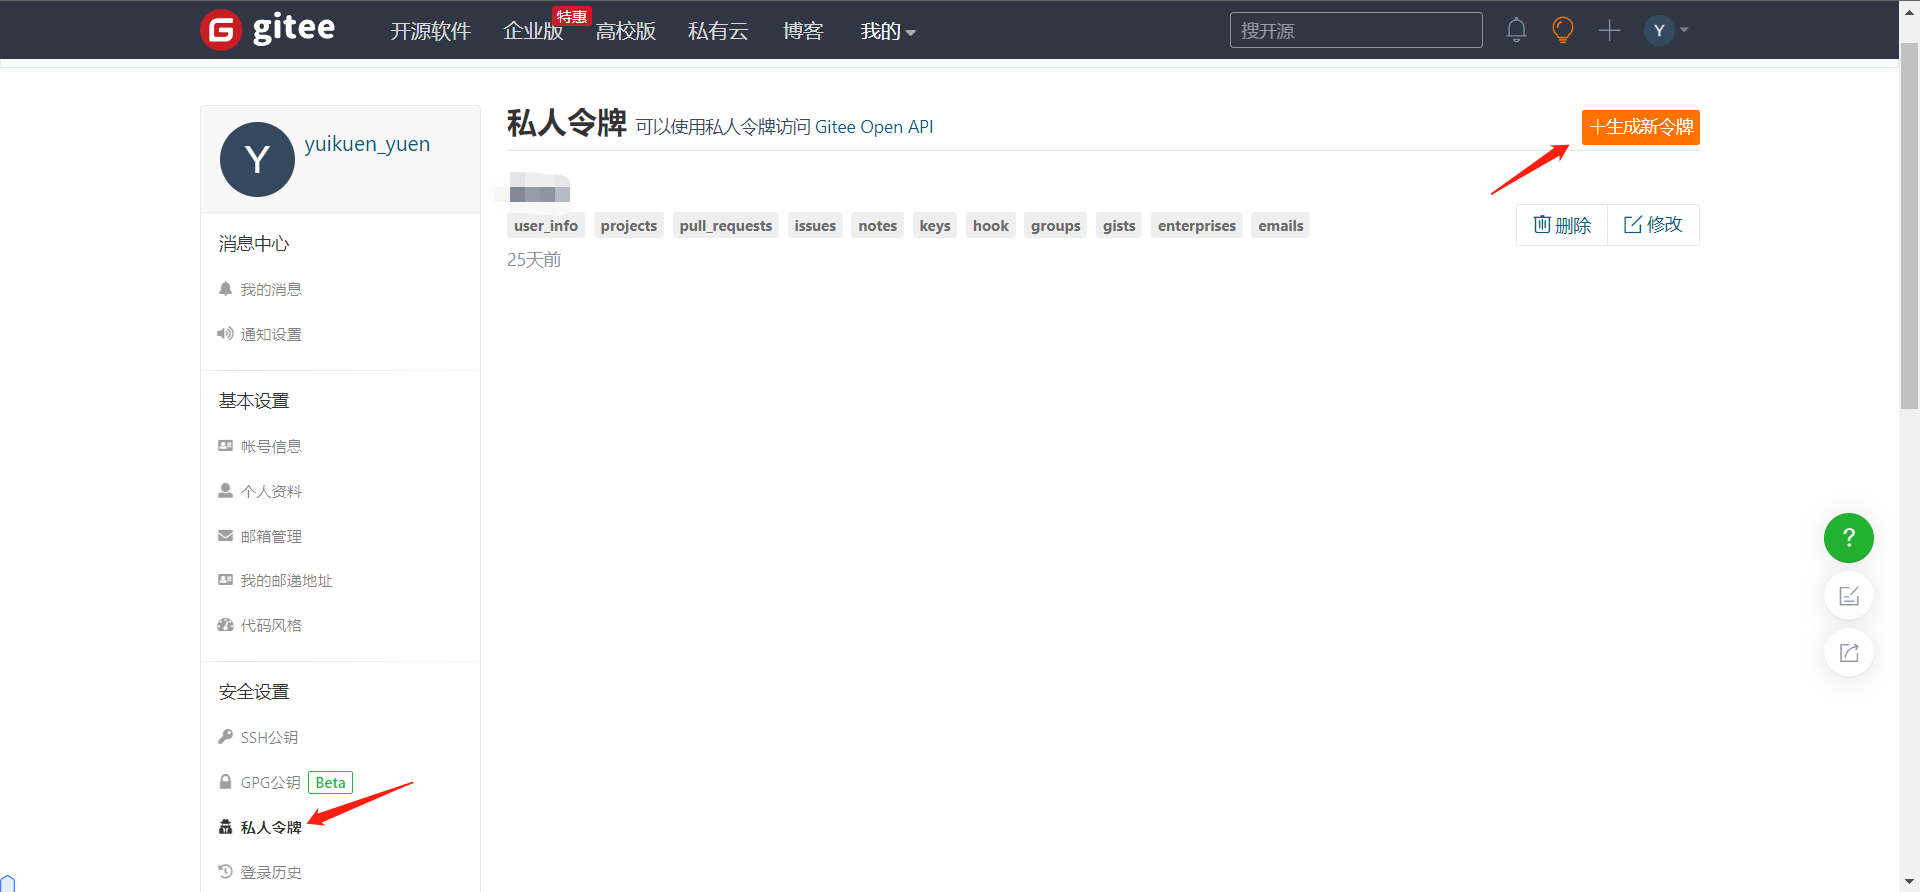 gitee 开源软件 企业版 特惠 高校版 私有云 博客 我的 搜开源 Y
Y yuikuen_yuen
消息中心
我的消息
通知设置
基本设置
帐号信息
个人资料
邮箱管理
我的邮递地址
代码风格
安全设置
SSH公钥
GPG公钥 Beta
私人令牌
登录历史
私人令牌 可以使用私人令牌访问 Gitee Open API
生成新令牌
user_info projects pull_requests issues notes keys hook groups gists enterprises emails
删除 修改
25天前
?